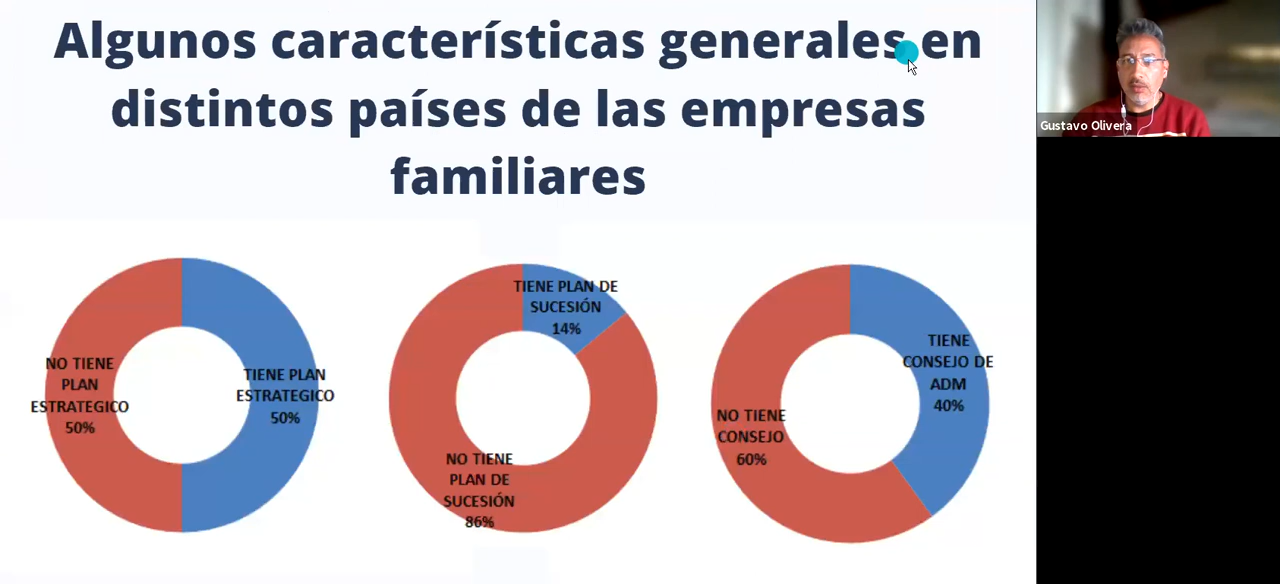 Algunos características generales en
distintos países de las empresas
familiares
NO TIENE
PLAN
ESTRATEGICO
50%
TIENE PLAN
ESTRATEGICO
50%
TIENE PLAN DE
SUCESIÓN
14%
NO TIENE
PLAN DE
SUCESIÓN
86%
TIENE
CONSEJO DE
ADM
40%
NO TIENE
CONSEJO
60%
Gustavo Olivera